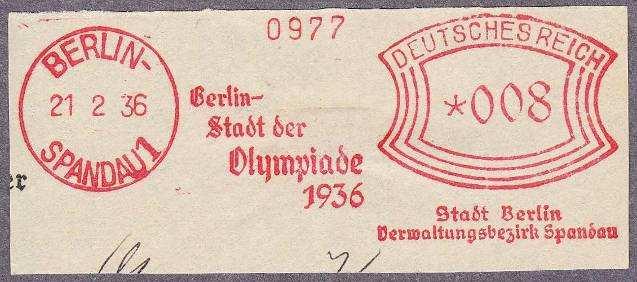 0977
BERLIN-
21 2 36
SPANDAU 1
Berlin-
Stadt der
Olympiade
1936
DEUTSCHES REICH
*008
Stadt Berlin
Verwaltungsbezirk Spandau
er